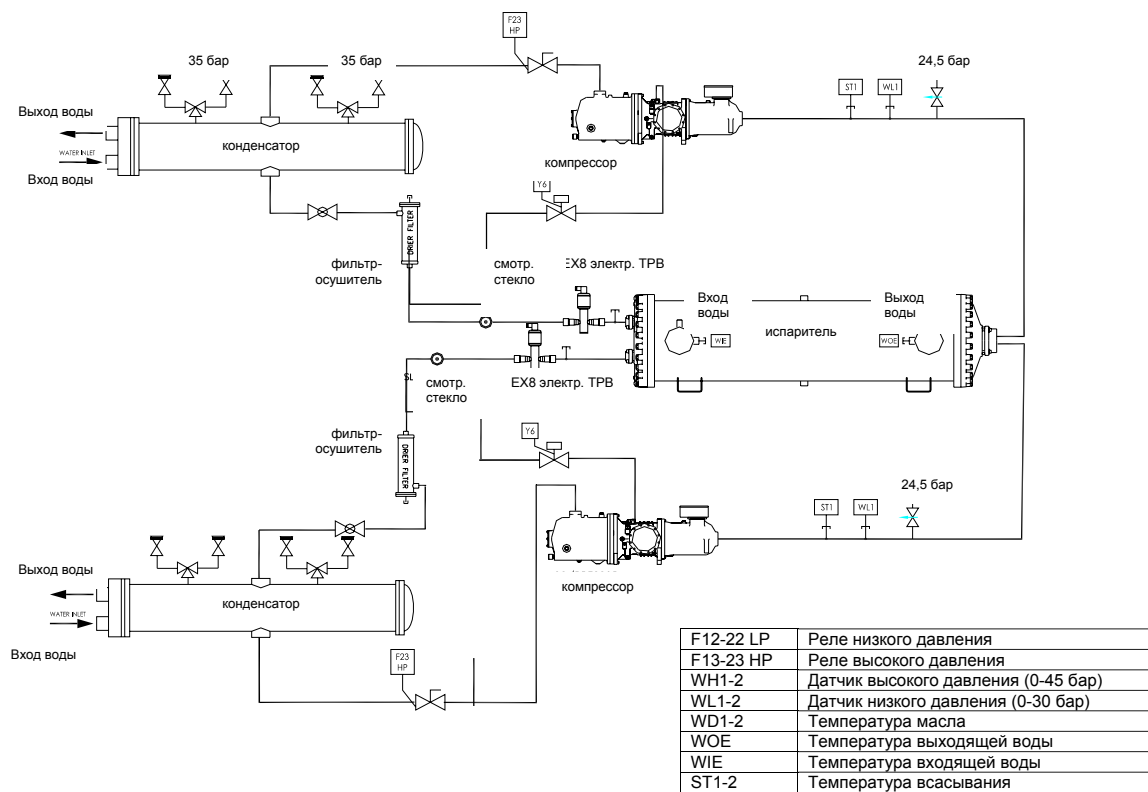 F23
HP
35 бар
35 бар
24,5 бар
ST1
WL1
Выход воды
WATER INLET
Вход воды
конденсатор
компрессор
Y6
DRIER FILTER
фильтр-
осушитель
смотр.
стекло
EX8 электр. ТРВ
Вход
воды
Выход
воды
испаритель
WIE
WOE
SL
смотр.
стекло
EX8 электр. ТРВ
фильтр-
осушитель
DRIER FILTER
Y6
24,5 бар
ST1
WL1
компрессор
Выход воды
WATER INLET
Вход воды
конденсатор
F23
HP
F12-22 LP Реле низкого давления
F13-23 HP Реле высокого давления
WH1-2 Датчик высокого давления (0-45 бар)
WL1-2 Датчик низкого давления (0-30 бар)
WD1-2 Температура масла
WOE Температура выходящей воды
WIE Температура входящей воды
ST1-2 Температура всасывания